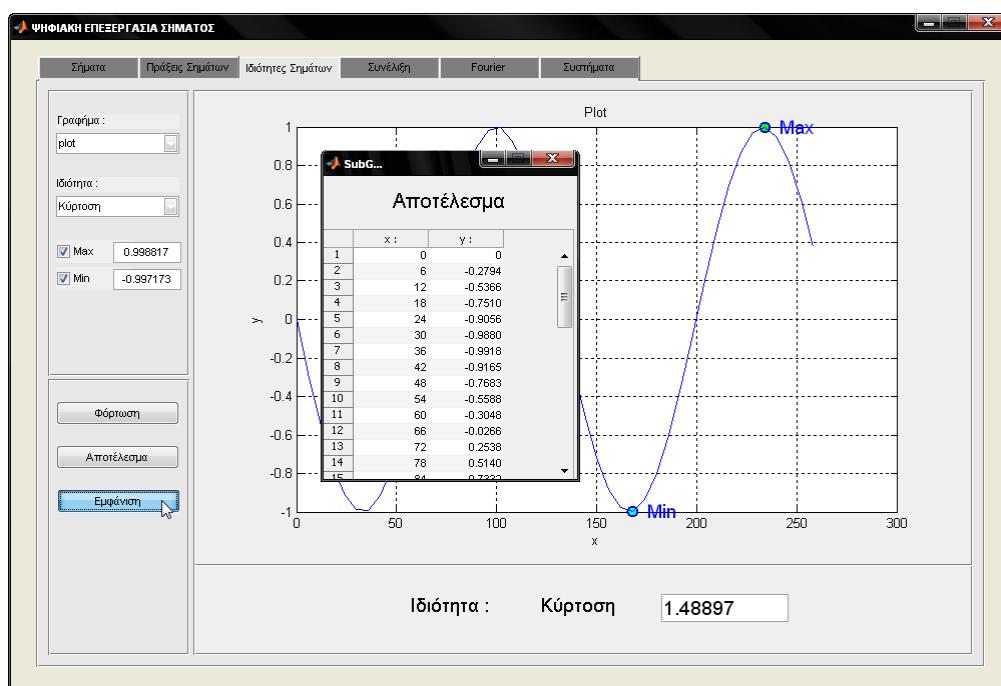 ΨΗΦΙΑΚΗ ΕΠΕΞΕΡΓΑΣΙΑ ΣΗΜΑΤΟΣ
Σήματα Πράξεις Σημάτων Ιδιότητες Σημάτων Συνέλιξη Fourier Συστήματα
Γραφήμα :
plot
Ιδιότητα :
Κύρτοση
Max 0.998817
Min -0.997173
Φόρτωση
Αποτέλεσμα
Εμφάνιση
Plot
Max
Min
y
1
0.8
0.6
0.4
0.2
0
-0.2
-0.4
-0.6
-0.8
-1
0 50 100 150 200 250 300
x
SubG...
Αποτέλεσμα
x : y :
1 0 0
2 6 -0.2794
3 12 -0.5366
4 18 -0.7510
5 24 -0.9056
6 30 -0.9880
7 36 -0.9918
8 42 -0.9165
9 48 -0.7683
10 54 -0.5588
11 60 -0.3048
12 66 -0.0266
13 72 0.2538
14 78 0.5140
15 84 0.7332
Ιδιότητα : Κύρτοση 1.48897